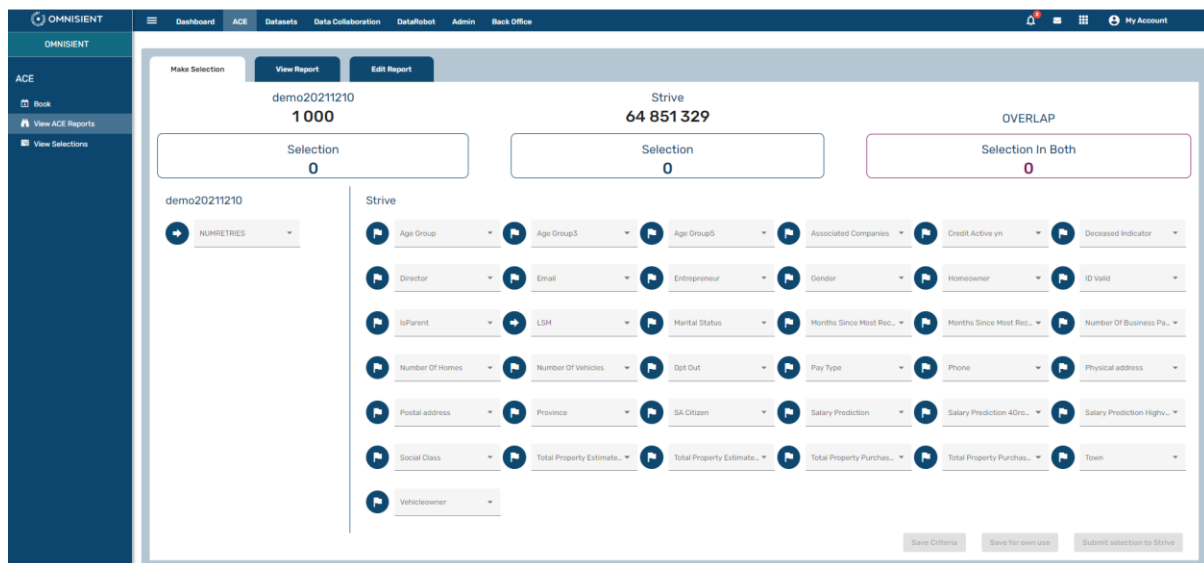 OMNISIENT
Dashboard ACE Datasets Data Collaboration DataRobot Admin Back Office My Account
OMNISIENT
ACE
Book
View ACE Reports
View Selections
Make Selection View Report Edit Report
demo20211210 Strive
1 000 64 851 329 OVERLAP
Selection Selection Selection In Both
0 0 0
demo20211210 Strive
NUMRETRIES Age Group Age Group3 Age Group5 Associated Companies Credit Active yn Deceased Indicator
Director Email Entrepreneur Gender Homeowner ID Valid
IsParent LSM Marital Status Months Since Most Rec... Months Since Most Rec... Number Of Business Pa...
Number Of Homes Number Of Vehicles Opt Out Pay Type Phone Physical address
Postal address Province SA Citizen Salary Prediction Salary Prediction 4Gro... Salary Prediction Highv...
Social Class Total Property Estimate... Total Property Estimate... Total Property Purchas... Total Property Purchas... Town
Vehicleowner
Save Criteria Save for own use Submit selection to Strive